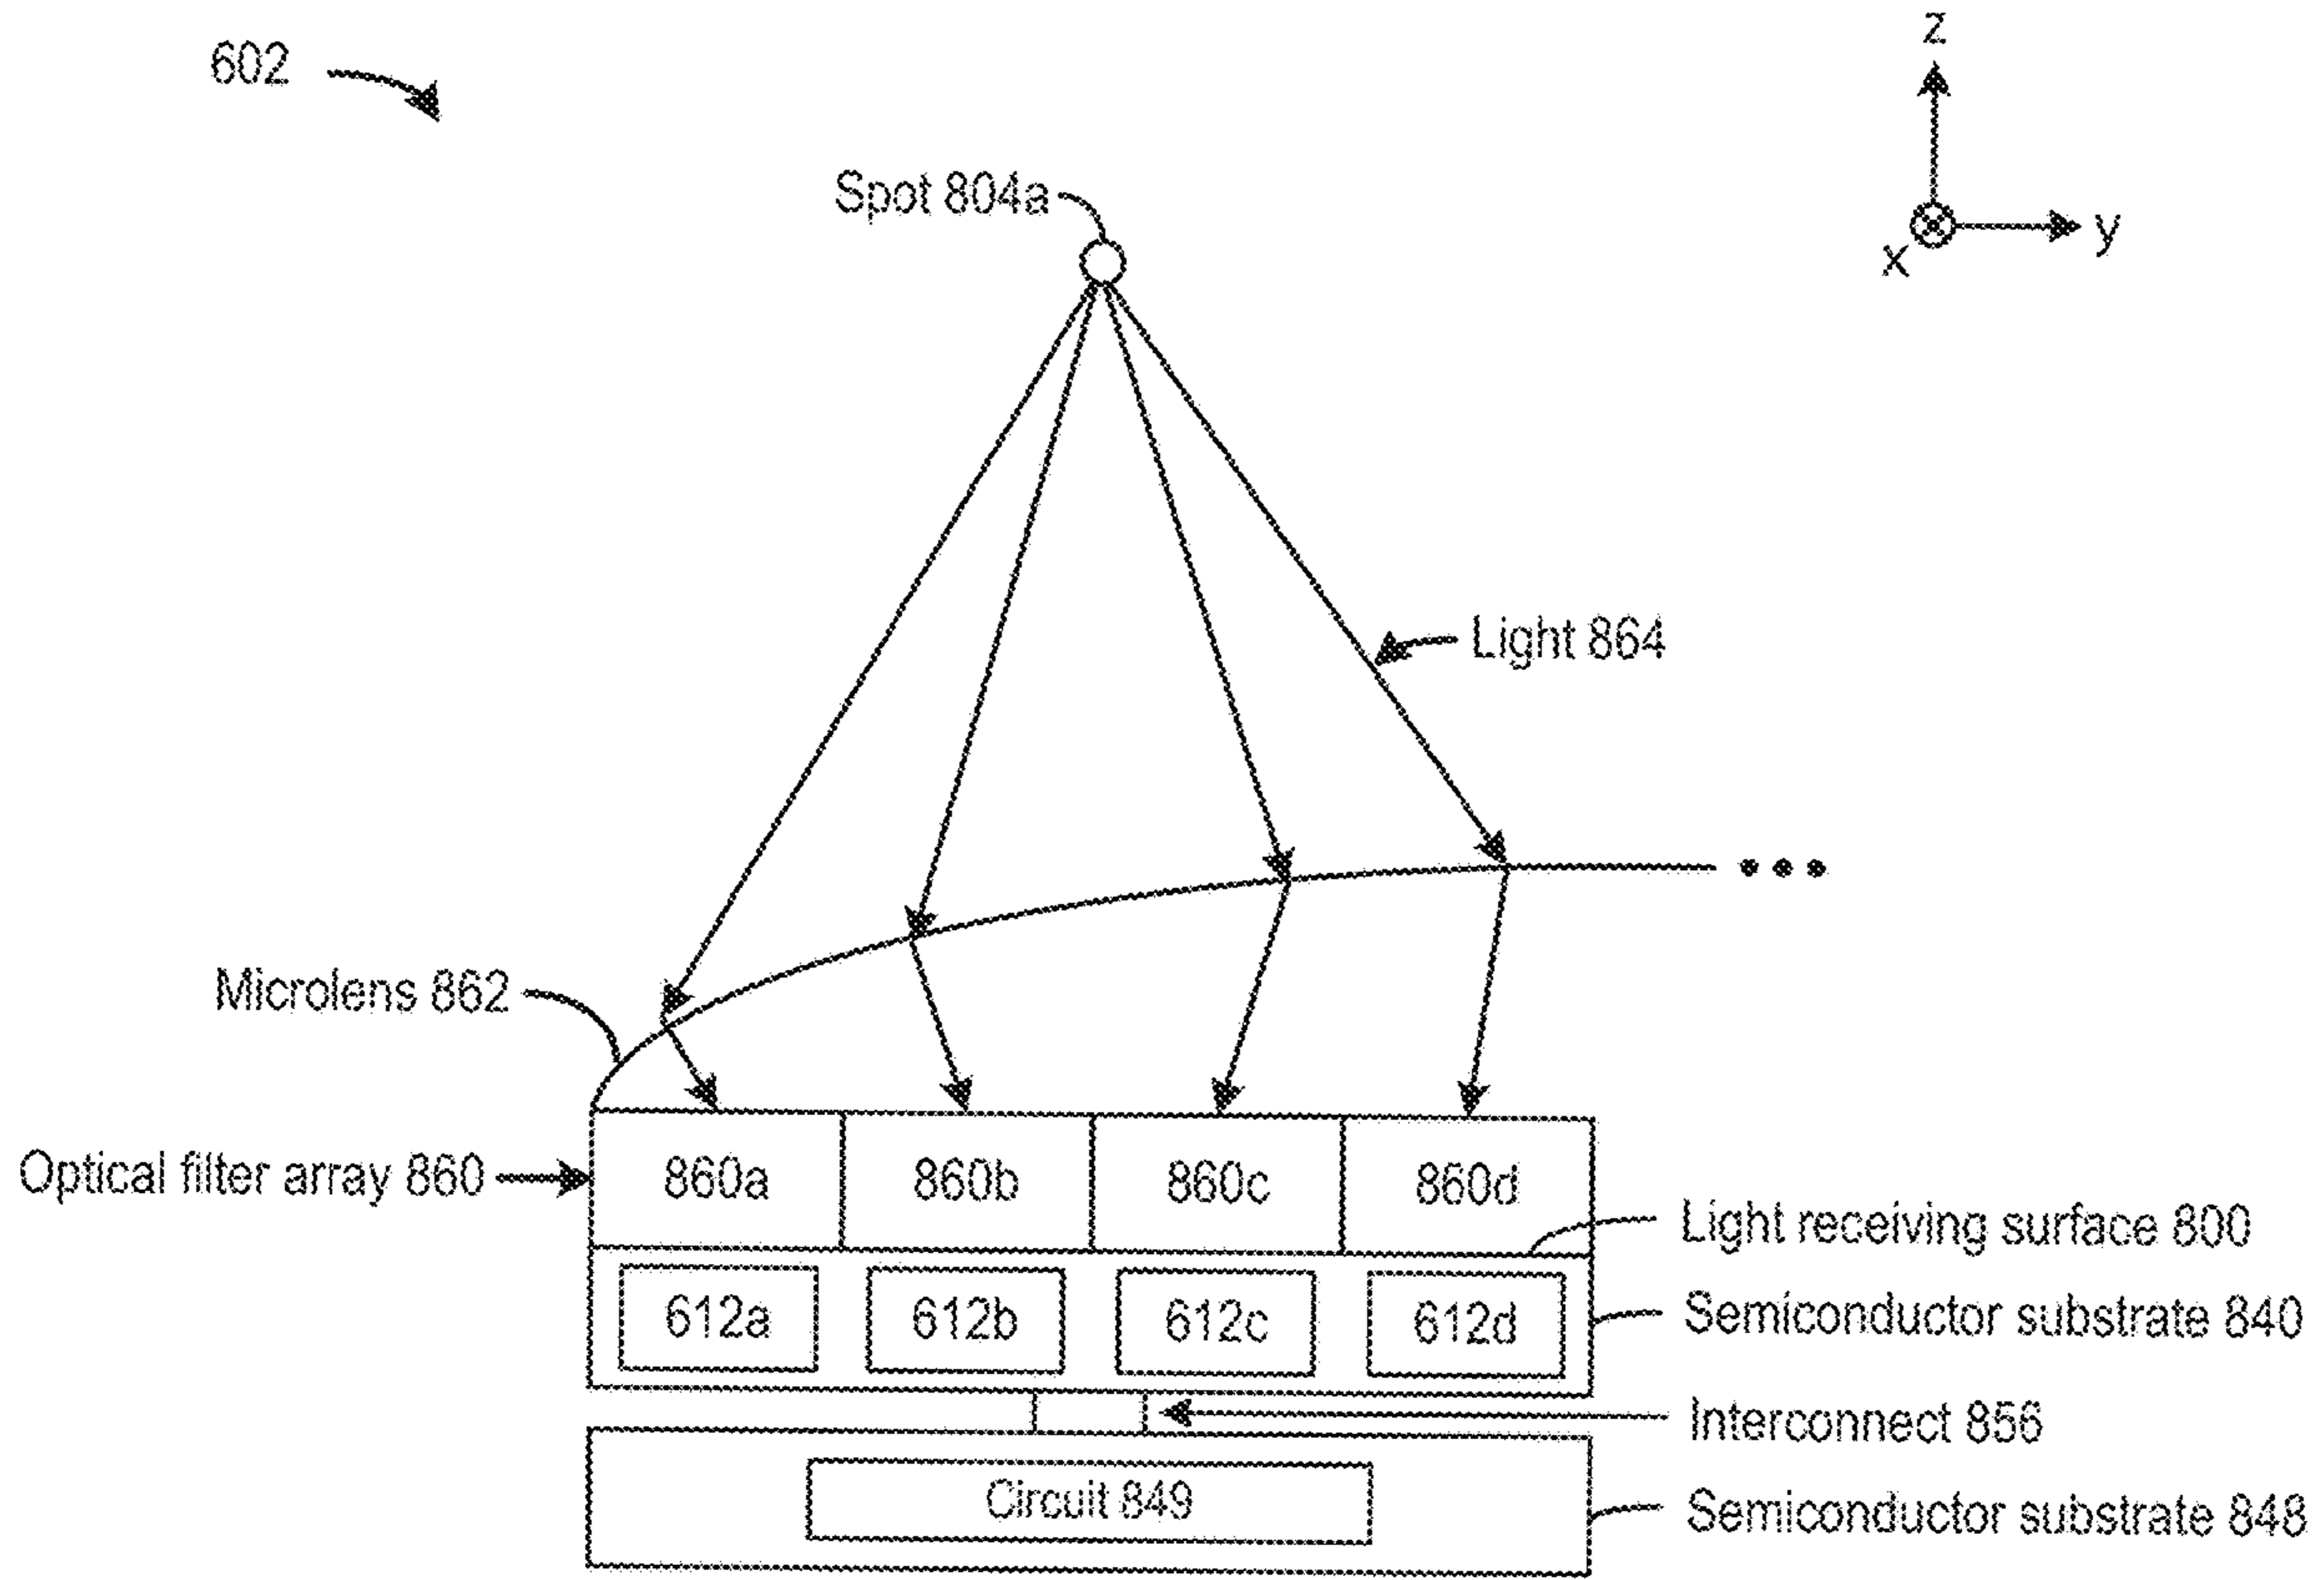 602
z
Spot 804a
y
x
Light 864
Microlens 862
Optical filter array 860
860a 860b 860c 860d
Light receiving surface 800
612a 612b 612c 612d
Semiconductor substrate 840
Interconnect 856
Circuit 849
Semiconductor substrate 848